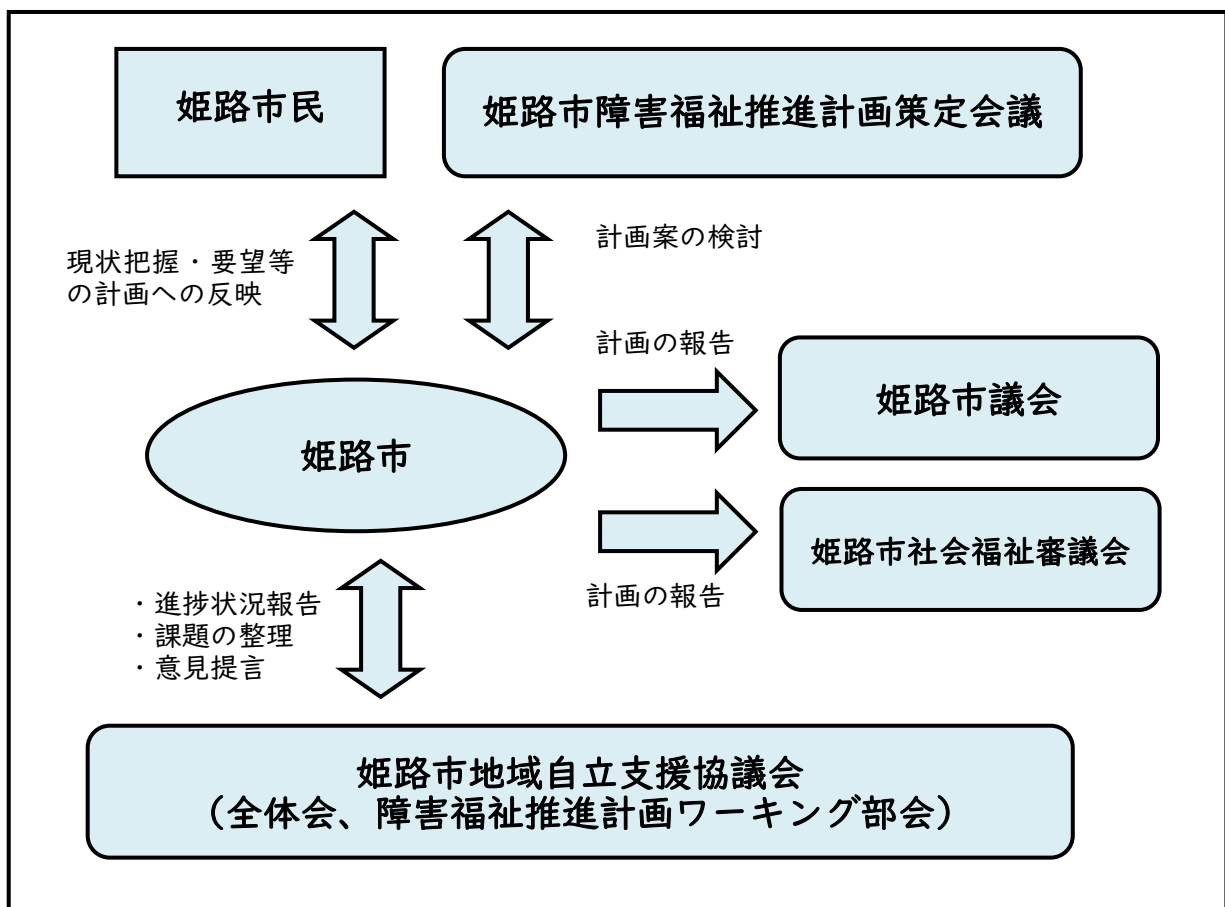 姫路市民
姫路市障害福祉推進計画策定会議
現状把握・要望等
の計画への反映
計画案の検討
計画の報告
姫路市議会
姫路市
姫路市社会福祉審議会
計画の報告
・進捗状況報告
・課題の整理
・意見提言
姫路市地域自立支援協議会
（全体会、障害福祉推進計画ワーキング部会）